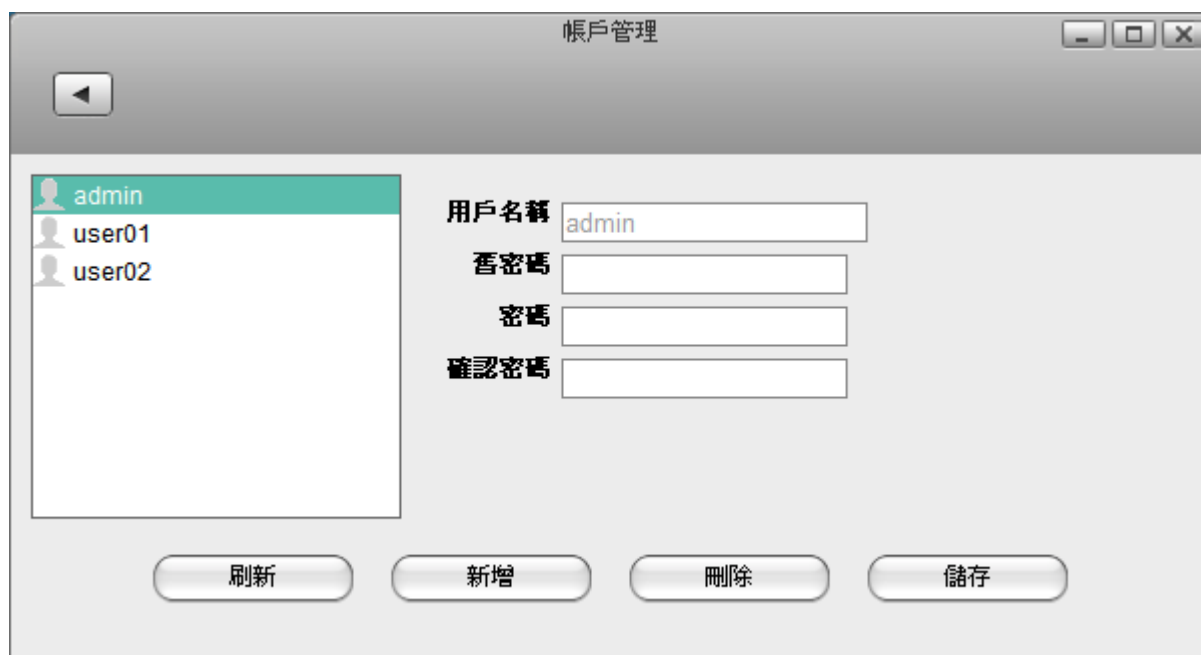 帳戶管理
admin
user01
user02
用戶名稱 admin
舊密碼
密碼
確認密碼
刷新 新增 刪除 儲存